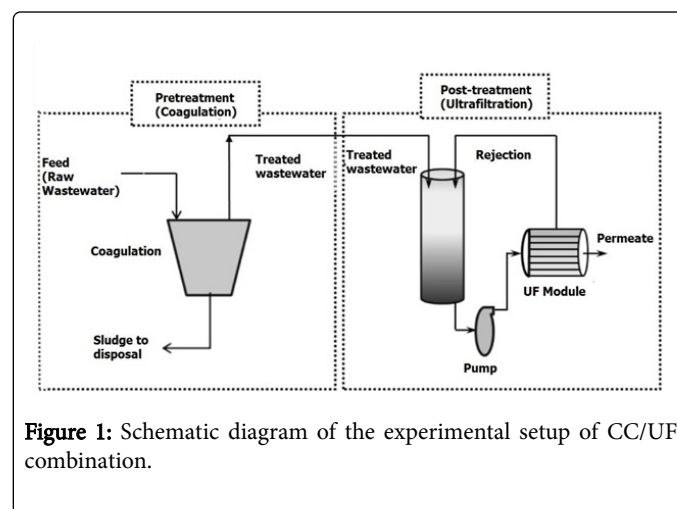 Pretreatment
(Coagulation)
Post-treatment
(Ultrafiltration)
Feed
(Raw
Wastewater)
Treated
wastewater
Treated
wastewater
Rejection
Coagulation
Permeate
UF Module
Sludge to
disposal
Pump
Figure 1: Schematic diagram of the experimental setup of CC/UF
combination.